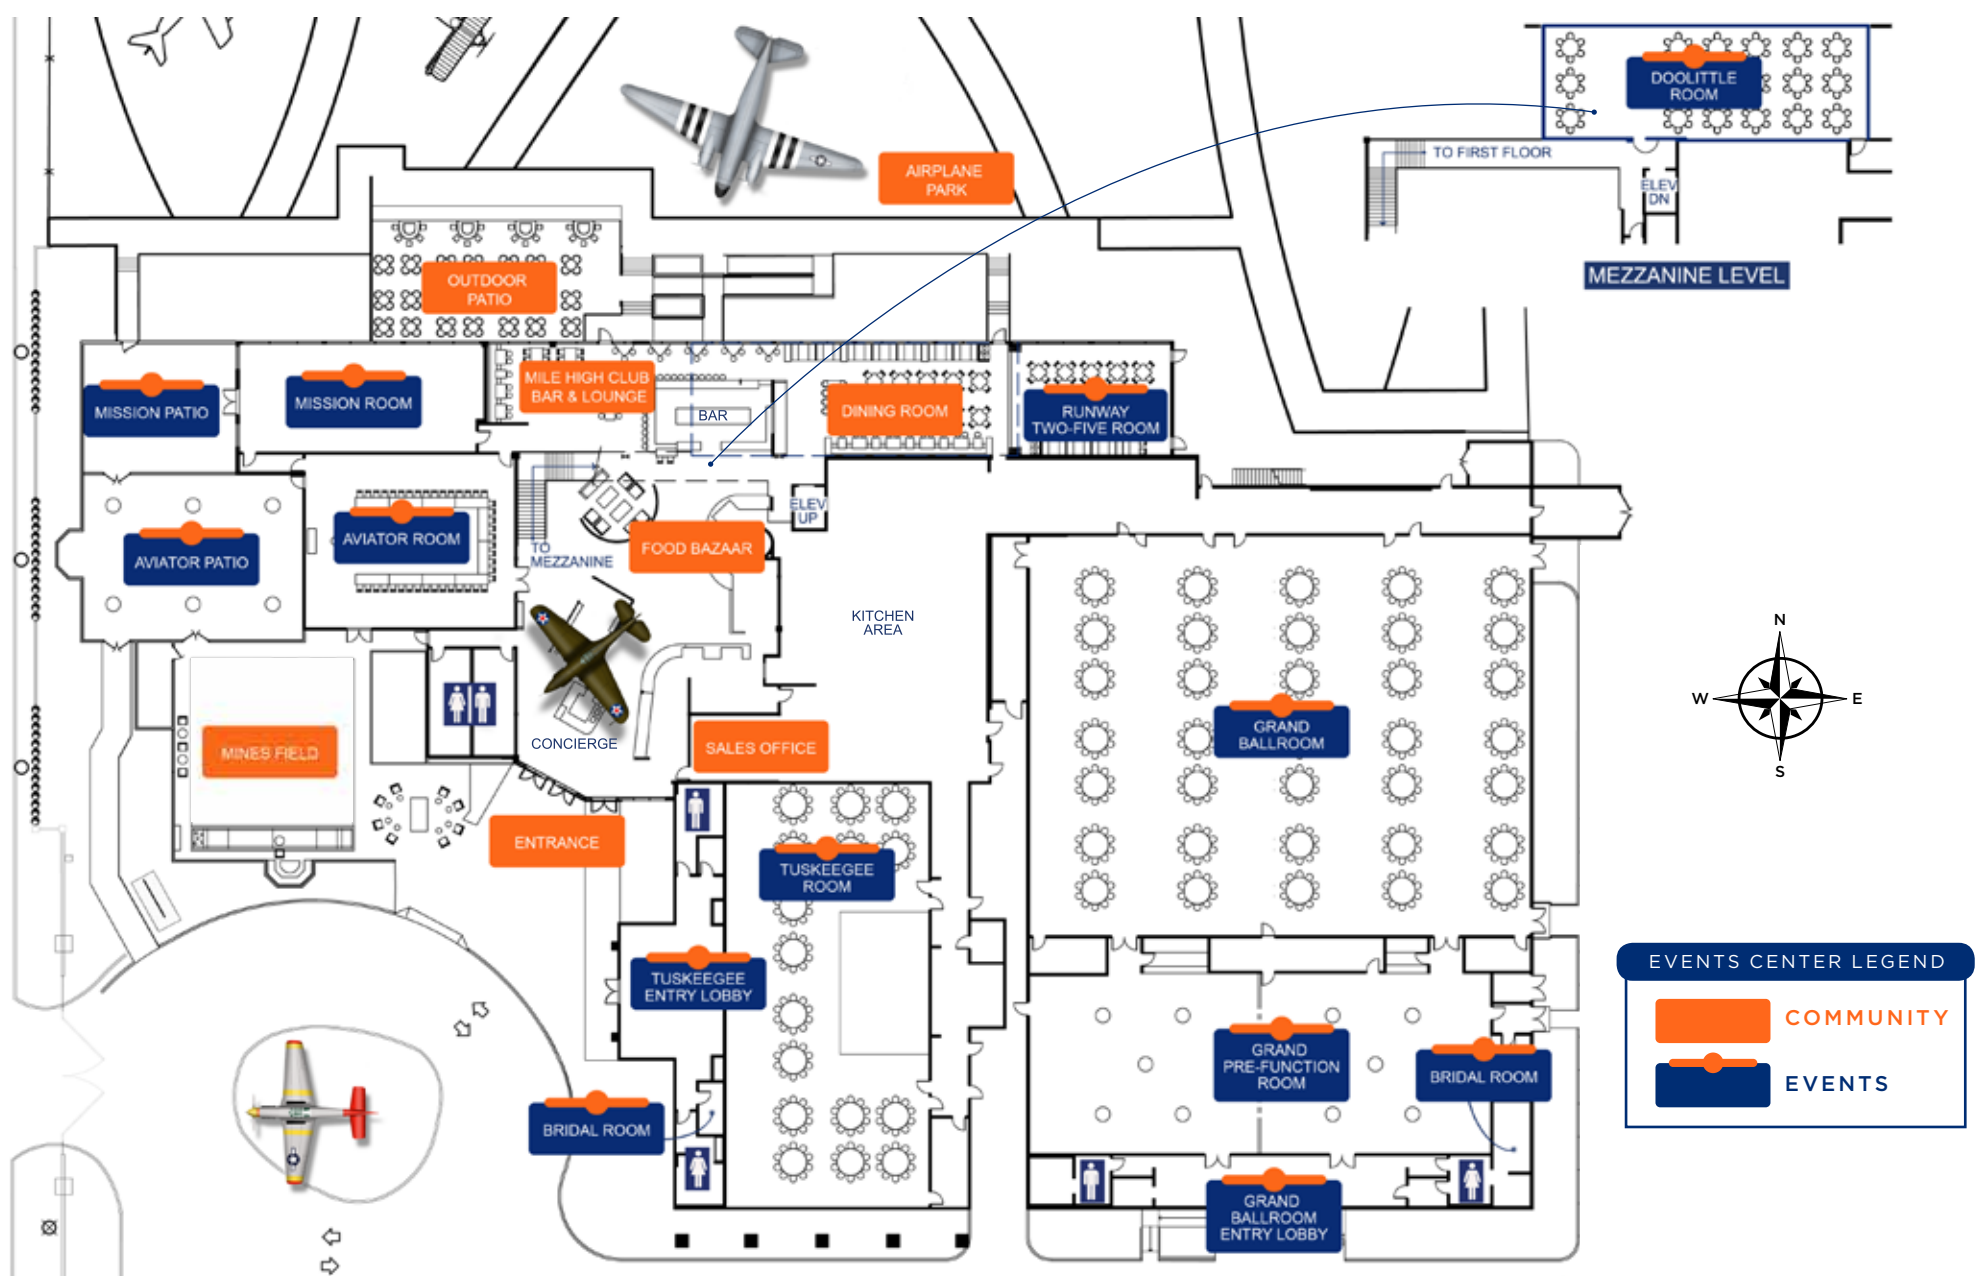 DOOLITTLE
ROOM
TO FIRST FLOOR
ELEV
DN
MEZZANINE LEVEL
AIRPLANE
PARK
OUTDOOR
PATIO
MISSION PATIO
MISSION ROOM
MILE HIGH CLUB
BAR & LOUNGE
BAR
DINING ROOM
RUNWAY
TWO-FIVE ROOM
AVIATOR PATIO
AVIATOR ROOM
TO
MEZZANINE
FOOD BAZAAR
ELEV
UP
KITCHEN
AREA
N
W
E
S
GRAND
BALLROOM
MINES FIELD
CONCIERGE
SALES OFFICE
ENTRANCE
TUSKEEGEE
ROOM
TUSKEEGEE
ENTRY LOBBY
BRIDAL ROOM
GRAND
PRE-FUNCTION
ROOM
BRIDAL ROOM
GRAND
BALLROOM
ENTRY LOBBY
EVENTS CENTER LEGEND
COMMUNITY
EVENTS